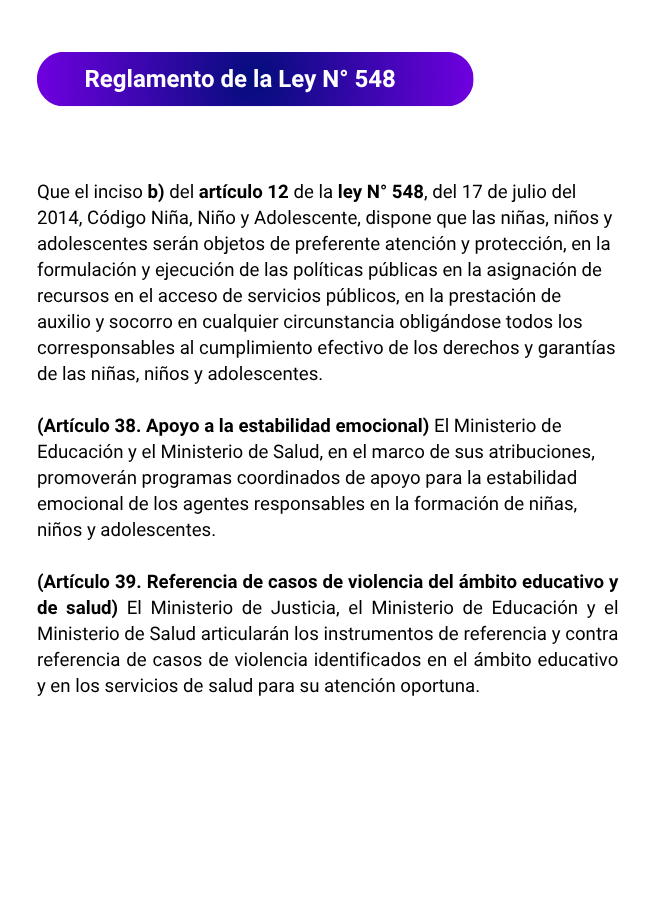 Reglamento de la Ley N° 548
Que el inciso b) del artículo 12 de la ley N° 548, del 17 de julio del
2014, Código Niña, Niño y Adolescente, dispone que las niñas, niños y
adolescentes serán objetos de preferente atención y protección, en la
formulación y ejecución de las políticas públicas en la asignación de
recursos en el acceso de servicios públicos, en la prestación de
auxilio y socorro en cualquier circunstancia obligándose todos los
corresponsables al cumplimiento efectivo de los derechos y garantías
de las niñas, niños y adolescentes.
(Artículo 38. Apoyo a la estabilidad emocional) El Ministerio de
Educación y el Ministerio de Salud, en el marco de sus atribuciones,
promoverán programas coordinados de apoyo para la estabilidad
emocional de los agentes responsables en la formación de niñas,
niños y adolescentes.
(Artículo 39. Referencia de casos de violencia del ámbito educativo y
de salud) El Ministerio de Justicia, el Ministerio de Educación y el
Ministerio de Salud articularán los instrumentos de referencia y contra
referencia de casos de violencia identificados en el ámbito educativo
y en los servicios de salud para su atención oportuna.